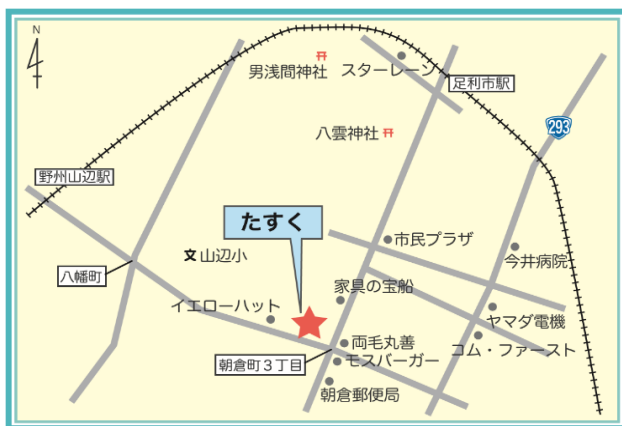 N
男浅間神社
スターレーン
足利市駅
八雲神社
293
野州山辺駅
たすく
市民プラザ
文山辺小
今井病院
八幡町
家具の宝船
イエローハット
ヤマダ電機
両毛丸善
コム・ファースト
朝倉町3丁目
モスバーガー
朝倉郵便局